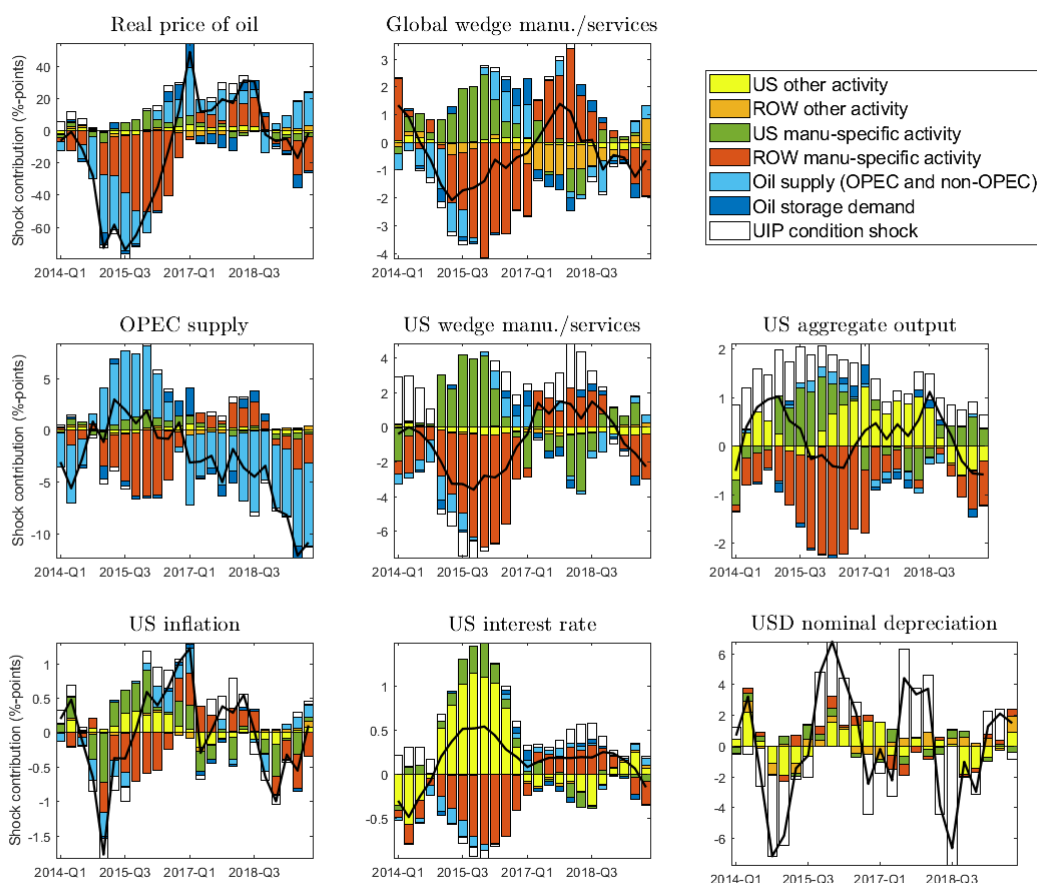 Real price of oil
Shock contribution (%-points)
40
20
0
-20
-40
-60
2014-Q1 2015-Q3 2017-Q1 2018-Q3
Global wedge manu./services
3
2
1
0
-1
-2
-3
-4
2014-Q1 2015-Q3 2017-Q1 2018-Q3
US other activity
ROW other activity
US manu-specific activity
ROW manu-specific activity
Oil supply (OPEC and non-OPEC)
Oil storage demand
UIP condition shock
OPEC supply
Shock contribution (%-points)
5
0
-5
-10
2014-Q1 2015-Q3 2017-Q1 2018-Q3
US wedge manu./services
4
2
0
-2
-4
-6
2014-Q1 2015-Q3 2017-Q1 2018-Q3
US aggregate output
2
1
0
-1
-2
2014-Q1 2015-Q3 2017-Q1 2018-Q3
US inflation
Shock contribution (%-points)
1
0.5
0
-0.5
-1
-1.5
2014-Q1 2015-Q3 2017-Q1 2018-Q3
US interest rate
1
0.5
0
-0.5
2014-Q1 2015-Q3 2017-Q1 2018-Q3
USD nominal depreciation
6
4
2
0
-2
-4
-6
-8
2014-Q1 2015-Q3 2017-Q1 2018-Q3